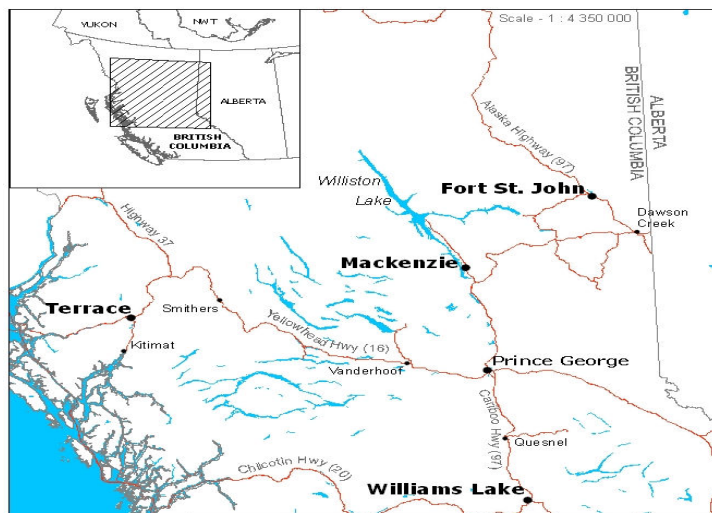 YUKON
NWT
ALBERTA
BRITISH
COLUMBIA
Scale - 1 : 4 350 000
Alaska Highway (97)
ALBERTA
BRITISH COLUMBIA
Williston
Lake
Fort St. John
Dawson
Creek
Highway 37
Mackenzie
Smithers
Terrace
Kitimat
Yellowhead Hwy (16)
Vanderhoof
Prince George
Cariboo Hwy (97)
Quesnel
Chilcotin Hwy (20)
Williams Lake